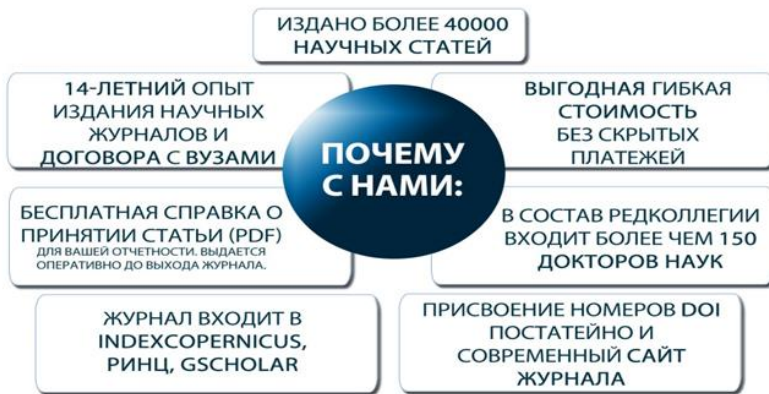 ИЗДАНО БОЛЕЕ 40000
НАУЧНЫХ СТАТЕЙ
14-ЛЕТНИЙ ОПЫТ
ИЗДАНИЯ НАУЧНЫХ
ЖУРНАЛОВ И
ДОГОВОРА С ВУЗАМИ
ВЫГОДНАЯ ГИБКАЯ
СТОИМОСТЬ
БЕЗ СКРЫТЫХ
ПЛАТЕЖЕЙ
ПОЧЕМУ
С НАМИ:
БЕСПЛАТНАЯ СПРАВКА О
ПРИНЯТИИ СТАТЬИ (PDF)
ДЛЯ ВАШЕЙ ОТЧЕТНОСТИ. ВЫДАЕТСЯ
ОПЕРАТИВНО ДО ВЫХОДА ЖУРНАЛА.
В СОСТАВ РЕДКОЛЛЕГИИ
ВХОДИТ БОЛЕЕ ЧЕМ 150
ДОКТОРОВ НАУК
ЖУРНАЛ ВХОДИТ В
INDEXCOPERNICUS,
РИНЦ, GSCHOLAR
ПРИСВОЕНИЕ НОМЕРОВ DOI
ПОСТАТЕЙНО И
СОВРЕМЕННЫЙ САЙТ
ЖУРНАЛА